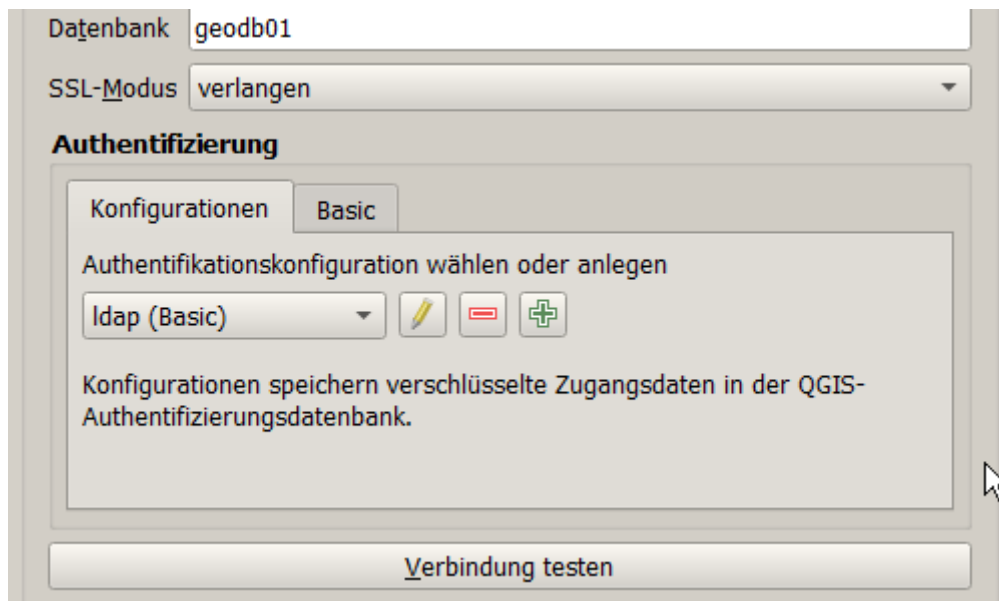 Datenbank geodb01
SSL-Modus verlangen
Authentifizierung
Konfigurationen Basic
Authentifikationskonfiguration wählen oder anlegen
ldap (Basic)
Konfigurationen speichern verschlüsselte Zugangsdaten in der QGIS-
Authentifizierungsdatenbank.
Verbindung testen